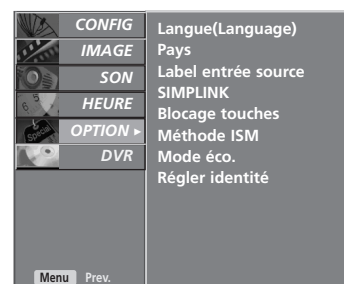 CONFIG
IMAGE
SON
HEURE
OPTION ►
DVR
Langue(Language)
Pays
Label entrée source
SIMPLINK
Blocage touches
Méthode ISM
Mode éco.
Régler identité
Menu Prev.